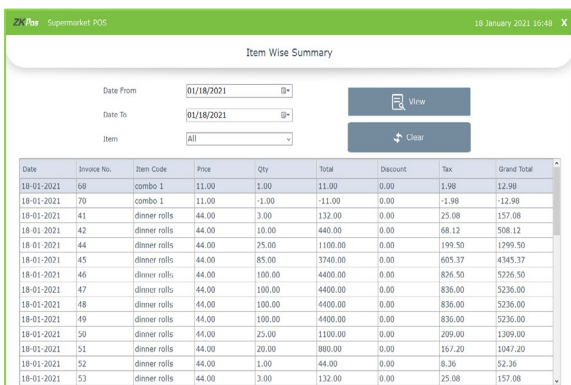 ZKPos Supermarket POS 18 January 2021 16:48 X
Item Wise Summary
Date From 01/18/2021
View
Date To 01/18/2021
Item All
Clear
Date Invoice No. Item Code Price Qty Total Discount Tax Grand Total
18-01-2021 68 combo 1 11.00 1.00 11.00 0.00 1.98 12.98
18-01-2021 70 combo 1 11.00 -1.00 -11.00 0.00 -1.98 -12.98
18-01-2021 41 dinner rolls 44.00 3.00 132.00 0.00 25.08 157.08
18-01-2021 42 dinner rolls 44.00 10.00 440.00 0.00 68.12 508.12
18-01-2021 44 dinner rolls 44.00 25.00 1100.00 0.00 199.50 1299.50
18-01-2021 45 dinner rolls 44.00 85.00 3740.00 0.00 605.37 4345.37
18-01-2021 46 dinner rolls 44.00 100.00 4400.00 0.00 826.50 5226.50
18-01-2021 47 dinner rolls 44.00 100.00 4400.00 0.00 836.00 5236.00
18-01-2021 48 dinner rolls 44.00 100.00 4400.00 0.00 836.00 5236.00
18-01-2021 49 dinner rolls 44.00 100.00 4400.00 0.00 836.00 5236.00
18-01-2021 50 dinner rolls 44.00 25.00 1100.00 0.00 209.00 1309.00
18-01-2021 51 dinner rolls 44.00 20.00 880.00 0.00 167.20 1047.20
18-01-2021 52 dinner rolls 44.00 1.00 44.00 0.00 8.36 52.36
18-01-2021 53 dinner rolls 44.00 3.00 132.00 0.00 25.08 157.08